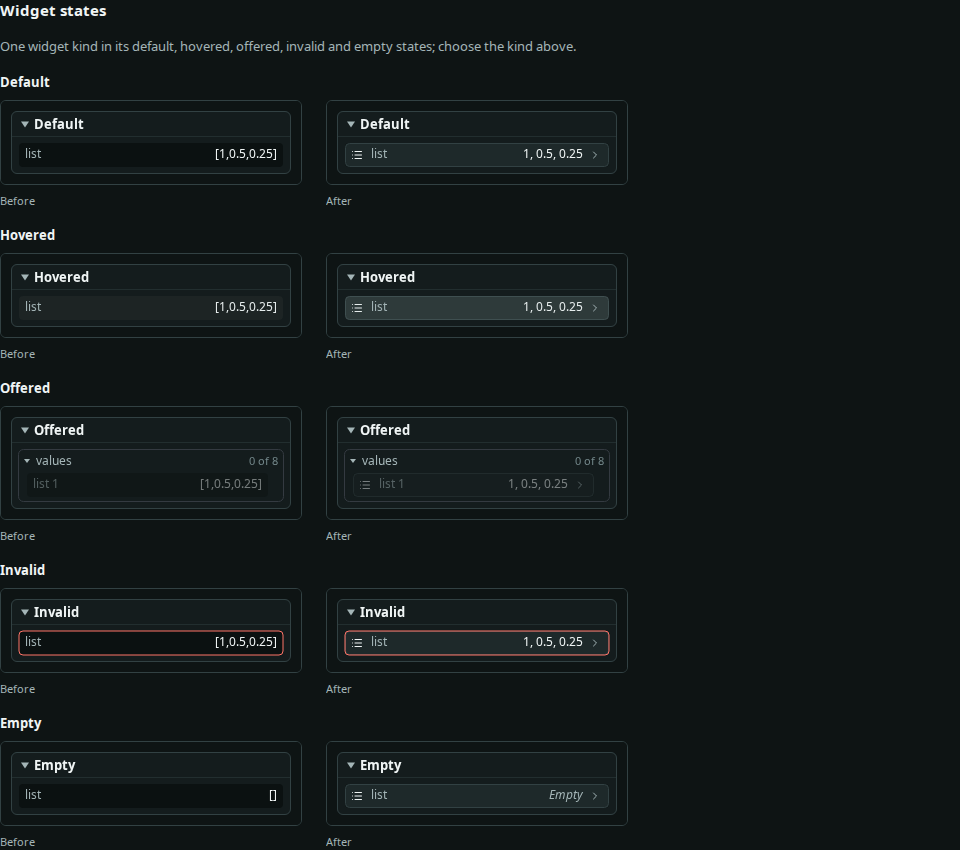 Widget states
One widget kind in its default, hovered, offered, invalid and empty states; choose the kind above.
Default
Default
list [1,0.5,0.25]
Before
Default
list 1, 0.5, 0.25
After
Hovered
Hovered
list [1,0.5,0.25]
Before
Hovered
list 1, 0.5, 0.25
After
Offered
Offered
values 0 of 8
list 1 [1,0.5,0.25]
Before
Offered
values 0 of 8
list 1 1, 0.5, 0.25
After
Invalid
Invalid
list [1,0.5,0.25]
Before
Invalid
list 1, 0.5, 0.25
After
Empty
Empty
list []
Before
Empty
list Empty
After